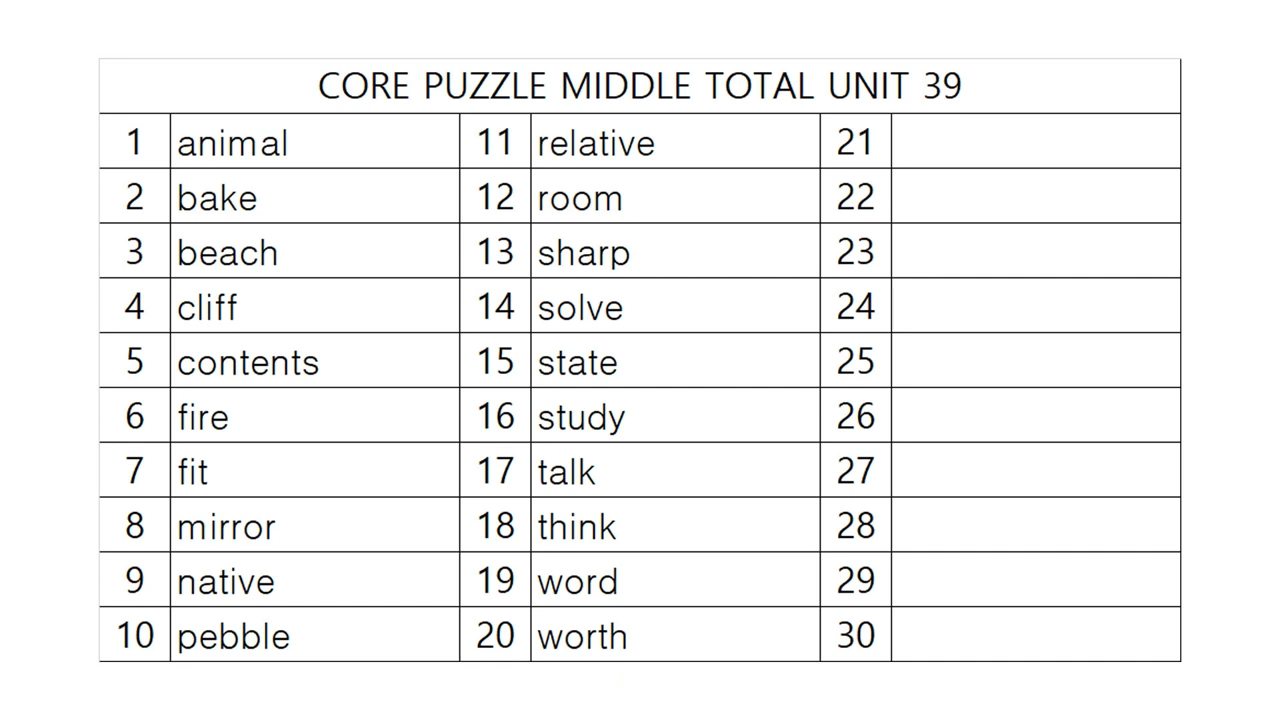 CORE PUZZLE MIDDLE TOTAL UNIT 39
1 animal 11 relative 21
2 bake 12 room 22
3 beach 13 sharp 23
4 cliff 14 solve 24
5 contents 15 state 25
6 fire 16 study 26
7 fit 17 talk 27
8 mirror 18 think 28
9 native 19 word 29
10 pebble 20 worth 30